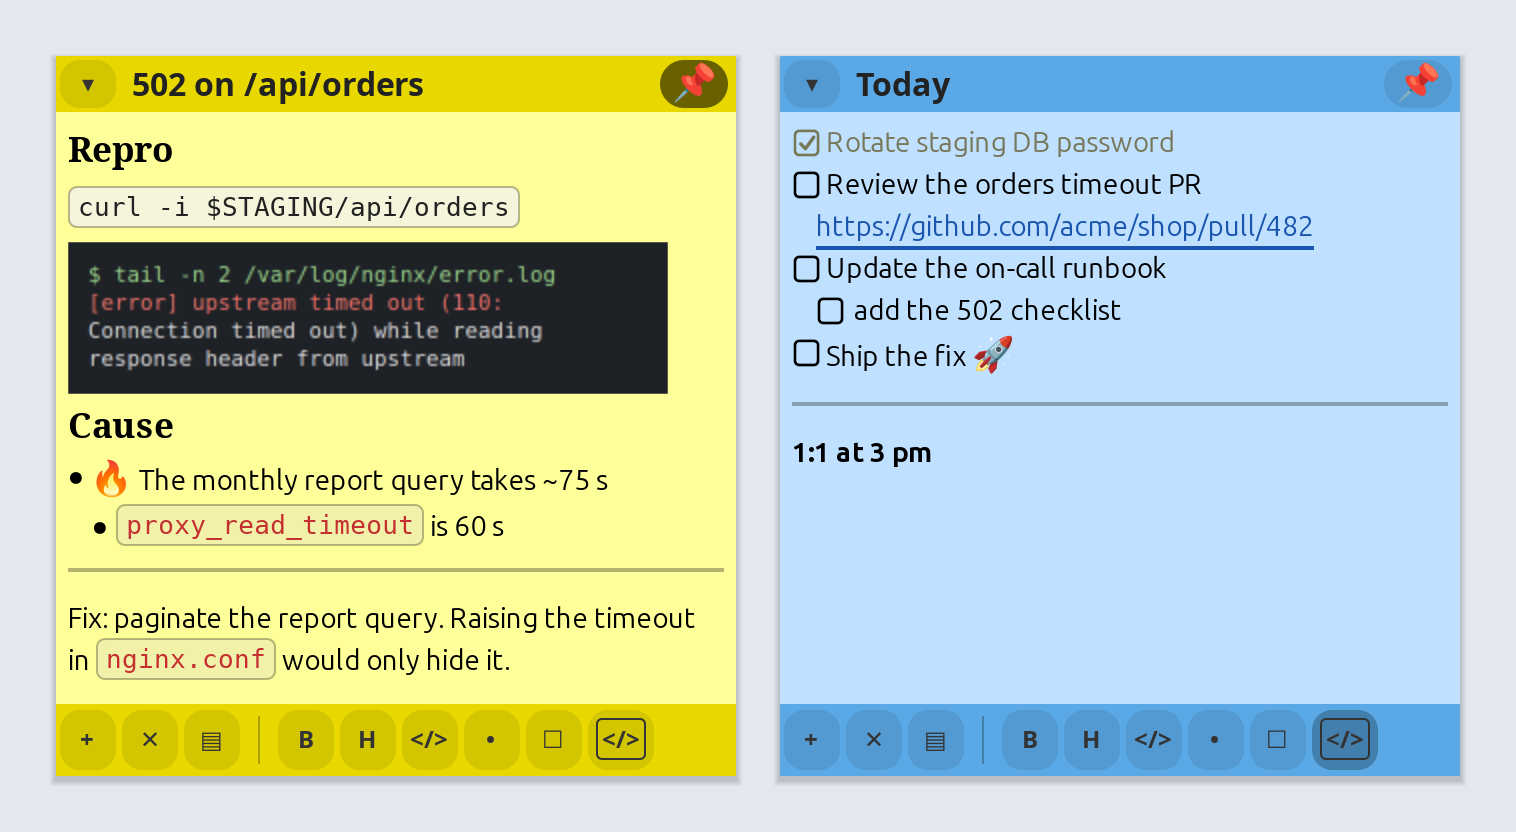 ▾ 502 on /api/orders 📌
Repro
curl -i $STAGING/api/orders
$ tail -n 2 /var/log/nginx/error.log
[error] upstream timed out (110:
Connection timed out) while reading
response header from upstream
Cause
• 🔥 The monthly report query takes ~75 s
• proxy_read_timeout is 60 s
Fix: paginate the report query. Raising the timeout
in nginx.conf would only hide it.
+ ✕ ▤ B H </> • ☐ </>
▾ Today 📌
☑ Rotate staging DB password
☐ Review the orders timeout PR
https://github.com/acme/shop/pull/482
☐ Update the on-call runbook
☐ add the 502 checklist
☐ Ship the fix 🚀
1:1 at 3 pm
+ ✕ ▤ B H </> • ☐ </>